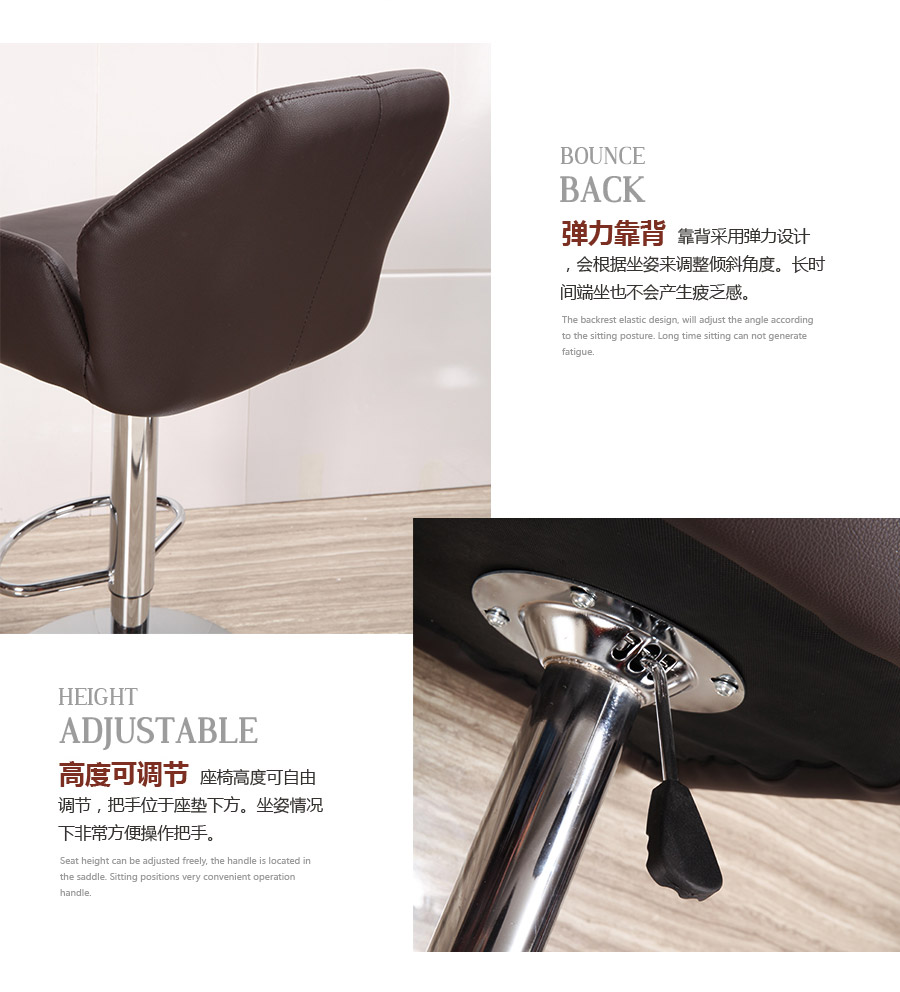 BOUNCE
BACK
弹力靠背 靠背采用弹力设计
，会根据坐姿来调整倾斜角度。长时
间端坐也不会产生疲乏感。
The backrest elastic design, will adjust the angle according
to the sitting posture. Long time sitting can not generate
fatigue.
HEIGHT
ADJUSTABLE
高度可调节 座椅高度可自由
调节，把手位于座垫下方。坐姿情况
下非常方便操作把手。
Seat height can be adjusted freely, the handle is located in
the saddle. Sitting positions very convenient operation
handle.